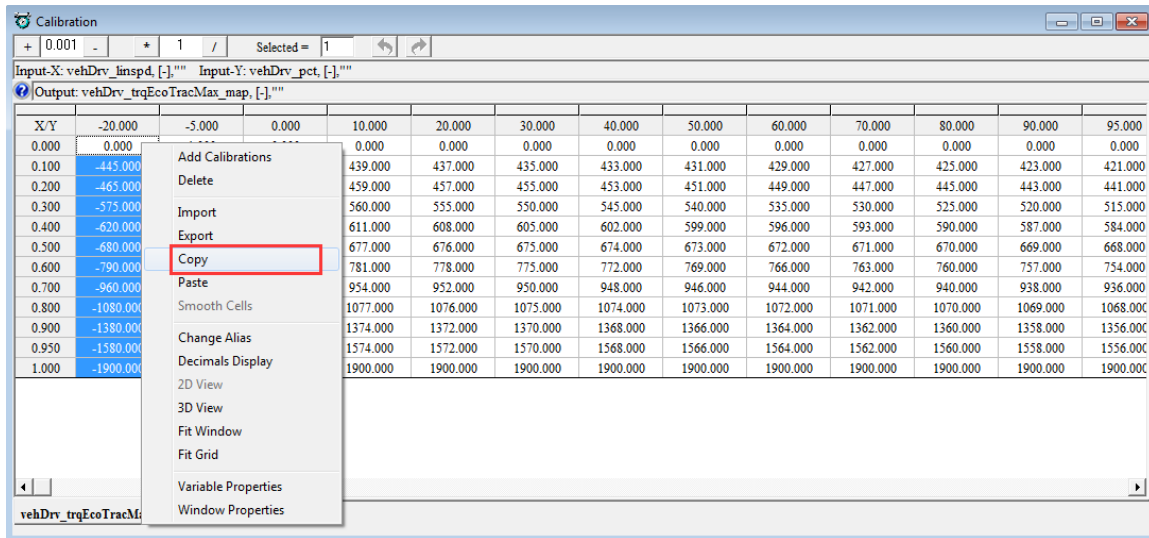 Calibration
+ 0.001 - * 1 / Selected = 1
Input-X: vehDrv_linspd, [-],"" Input-Y: vehDrv_pct, [-],""
Output: vehDrv_trqEcoTracMax_map, [-],""
X/Y -20.000 -5.000 0.000 10.000 20.000 30.000 40.000 50.000 60.000 70.000 80.000 90.000 95.000
0.000 0.000 0.000 0.000 0.000 0.000 0.000 0.000 0.000 0.000 0.000 0.000
0.100 -445.000 439.000 437.000 435.000 433.000 431.000 429.000 427.000 425.000 423.000 421.000
0.200 -465.000 459.000 457.000 455.000 453.000 451.000 449.000 447.000 445.000 443.000 441.000
0.300 -575.000 560.000 555.000 550.000 545.000 540.000 535.000 530.000 525.000 520.000 515.000
0.400 -620.000 611.000 608.000 605.000 602.000 599.000 596.000 593.000 590.000 587.000 584.000
0.500 -680.000 677.000 676.000 675.000 674.000 673.000 672.000 671.000 670.000 669.000 668.000
0.600 -790.000 781.000 778.000 775.000 772.000 769.000 766.000 763.000 760.000 757.000 754.000
0.700 -960.000 954.000 952.000 950.000 948.000 946.000 944.000 942.000 940.000 938.000 936.000
0.800 -1080.000 1077.000 1076.000 1075.000 1074.000 1073.000 1072.000 1071.000 1070.000 1069.000 1068.000
0.900 -1380.000 1374.000 1372.000 1370.000 1368.000 1366.000 1364.000 1362.000 1360.000 1358.000 1356.000
0.950 -1580.000 1574.000 1572.000 1570.000 1568.000 1566.000 1564.000 1562.000 1560.000 1558.000 1556.000
1.000 -1900.000 1900.000 1900.000 1900.000 1900.000 1900.000 1900.000 1900.000 1900.000 1900.000 1900.000
Add Calibrations
Delete
Import
Export
Copy
Paste
Smooth Cells
Change Alias
Decimals Display
2D View
3D View
Fit Window
Fit Grid
Variable Properties
Window Properties
vehDrv_trqEcoTracM